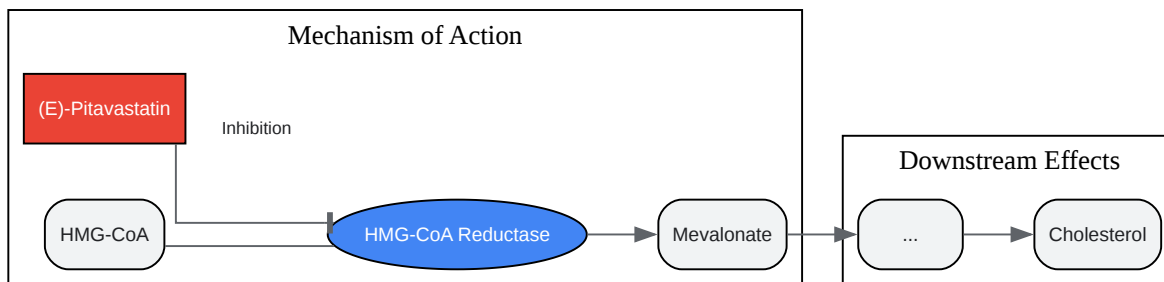 Mechanism of Action
(E)-Pitavastatin
Inhibition
HMG-CoA
HMG-CoA Reductase
Mevalonate
Downstream Effects
...
Cholesterol